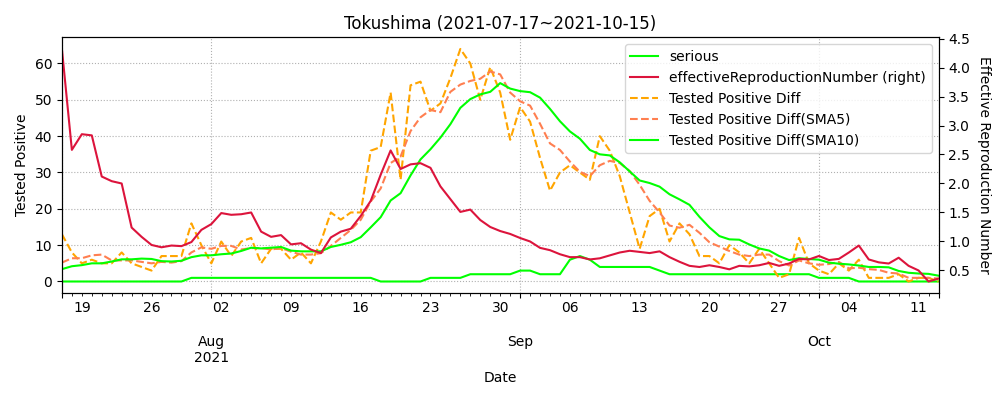 Tokushima (2021-07-17~2021-10-15)
Tested Positive
60
50
40
30
20
10
0
4.5
4.0
3.5
3.0
2.5
2.0
1.5
1.0
0.5
Effective Reproduction Number
serious
effectiveReproductionNumber (right)
Tested Positive Diff
Tested Positive Diff(SMA5)
Tested Positive Diff(SMA10)
19 26 02 09 16 23 30 06 13 20 27 04 11
Aug Sep Oct
2021
Date